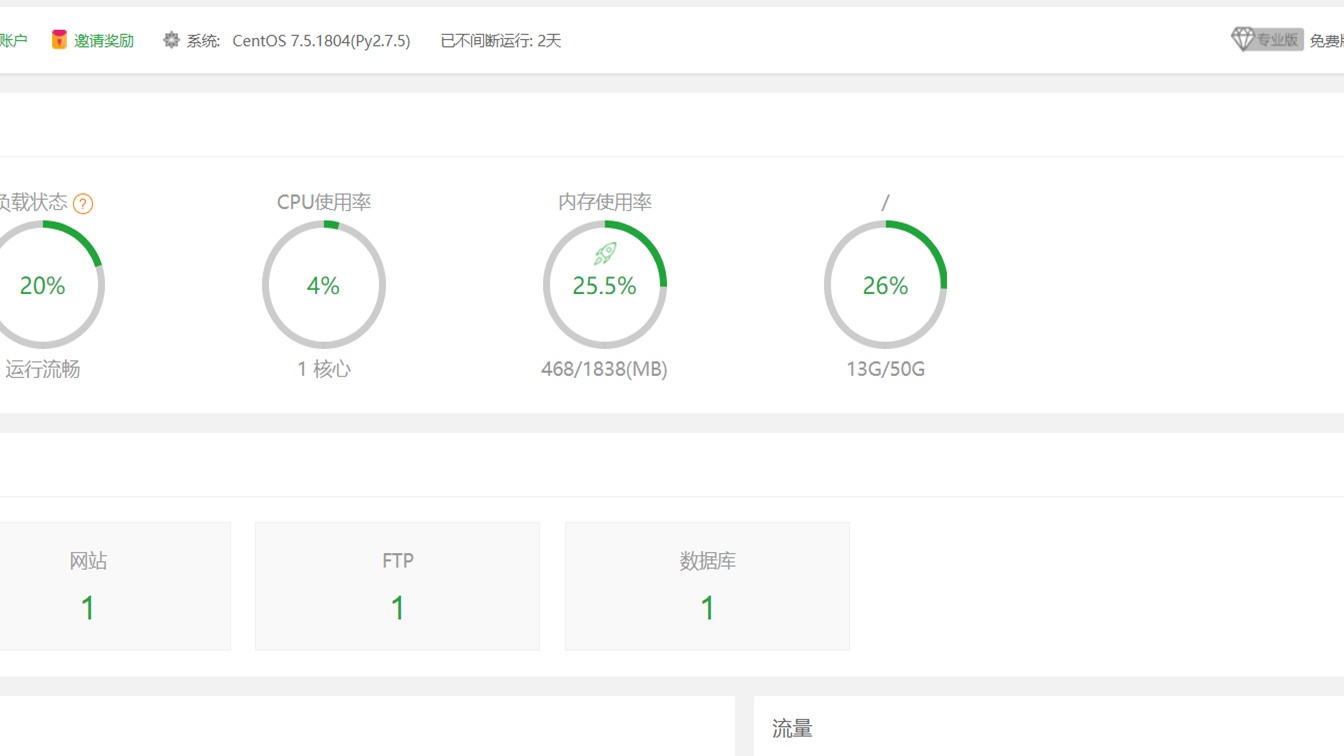 账户 邀请奖励 系统: CentOS 7.5.1804(Py2.7.5) 已不间断运行: 2天 专业版 免费
负载状态 ? CPU使用率 内存使用率 /
20% 4% 25.5% 26%
运行流畅 1 核心 468/1838(MB) 13G/50G
网站 FTP 数据库
1 1 1
流量